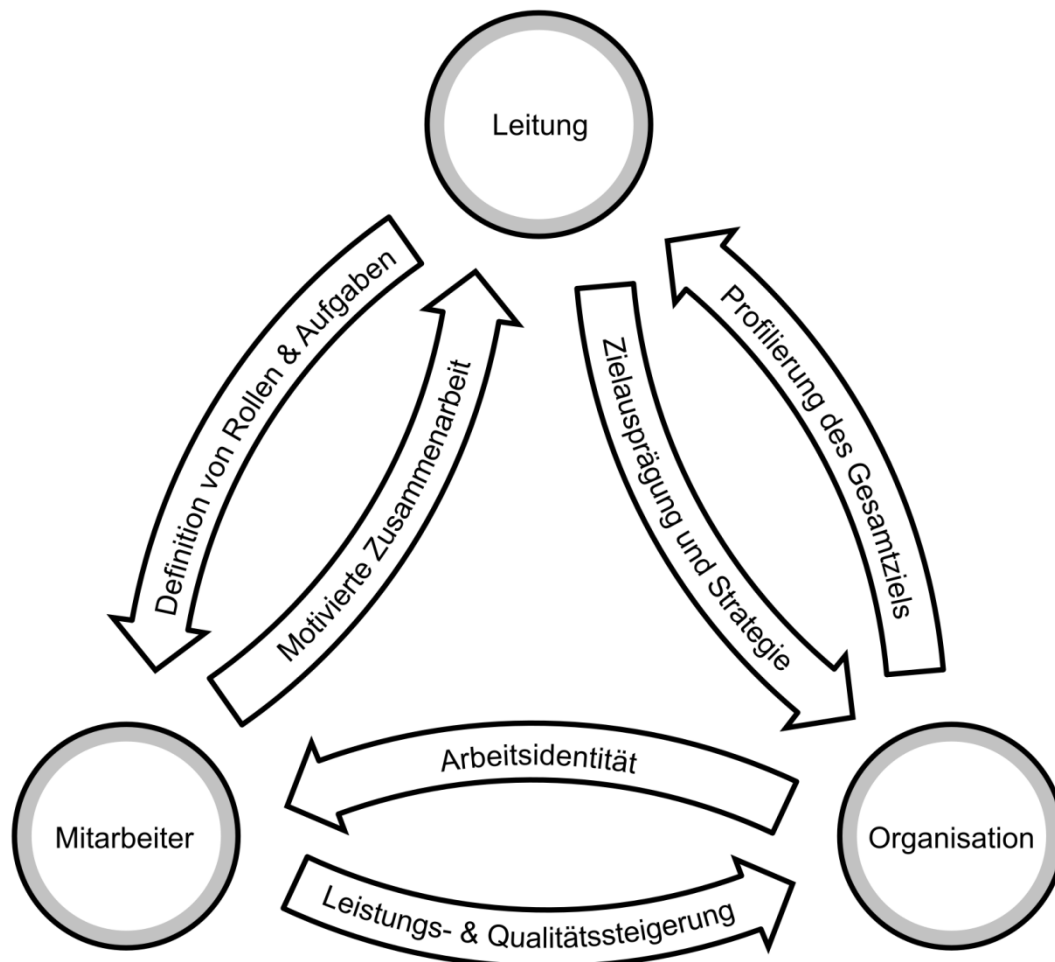 Leitung
Definition von Rollen & Aufgaben
Motivierte Zusammenarbeit
Zielausprägung und Strategie
Profilierung des Gesamtziels
Arbeitsidentität
Mitarbeiter
Organisation
Leistungs- & Qualitätssteigerung